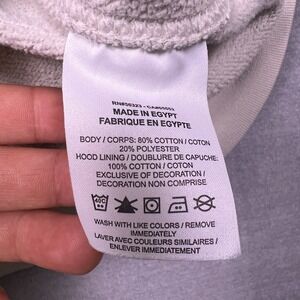 MADE IN EGYPT
FABRIQUE EN EGYPTE
BODY / CORPS: 80% COTTON / COTON
20% POLYESTER
HOOD LINING / DOUBLURE DE CAPUCHE:
100% COTTON / COTON
EXCLUSIVE OF DECORATION /
DECORATION NON COMPRISE
WASH WITH LIKE COLORS / REMOVE
IMMEDIATELY
LAVER AVEC COULEURS SIMILAIRES /
ENLEVER IMMEDIATEMENT